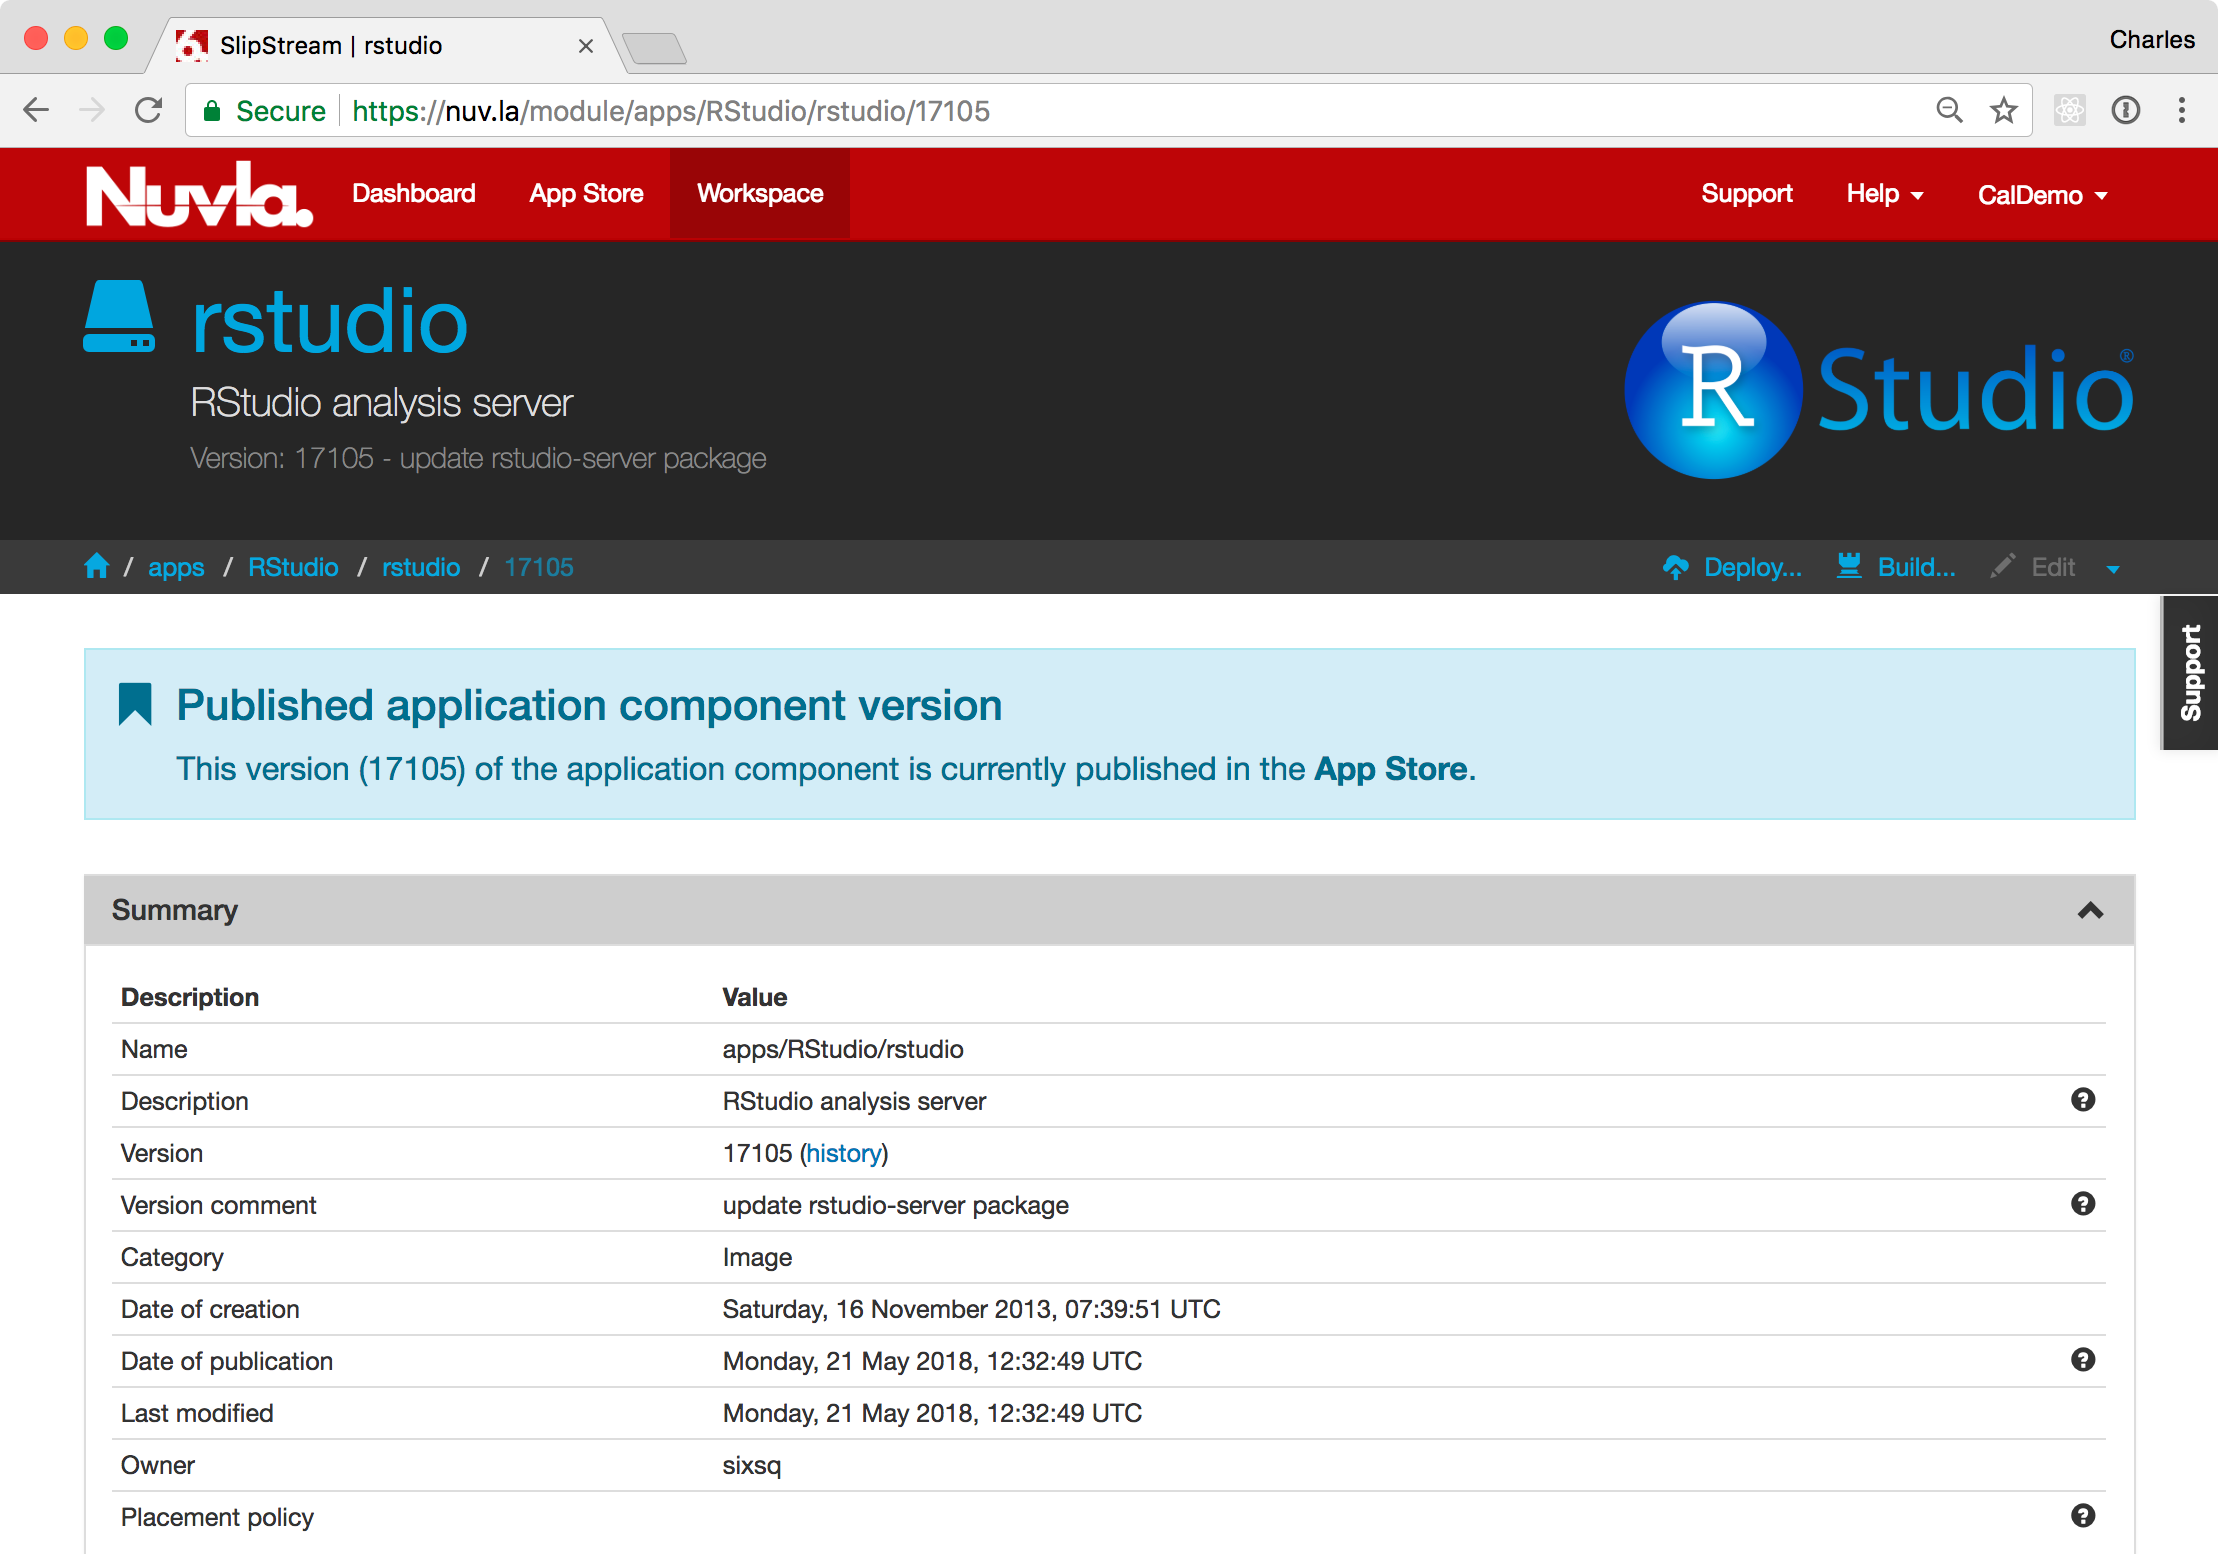 SlipStream | rstudio
Charles
Secure https://nuv.la/module/apps/RStudio/rstudio/17105
Nuvla. Dashboard App Store Workspace Support Help CalDemo
rstudio
RStudio analysis server
Version: 17105 - update rstudio-server package
R Studio®
/ apps / RStudio / rstudio / 17105 Deploy... Build... Edit
Support
Published application component version
This version (17105) of the application component is currently published in the App Store.
Summary
Description Value
Name apps/RStudio/rstudio
Description RStudio analysis server
Version 17105 (history)
Version comment update rstudio-server package
Category Image
Date of creation Saturday, 16 November 2013, 07:39:51 UTC
Date of publication Monday, 21 May 2018, 12:32:49 UTC
Last modified Monday, 21 May 2018, 12:32:49 UTC
Owner sixsq
Placement policy